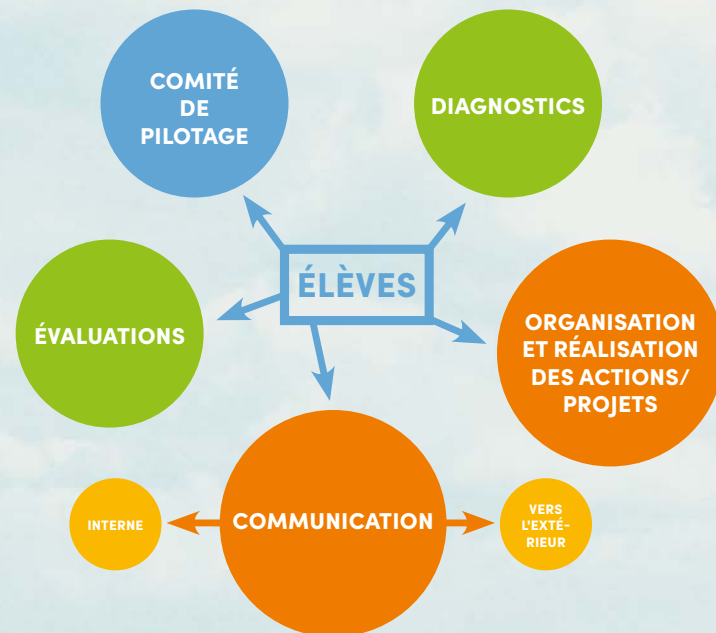 COMITÉ
DE
PILOTAGE
DIAGNOSTICS
ÉLÈVES
ÉVALUATIONS
ORGANISATION
ET RÉALISATION
DES ACTIONS/
PROJETS
INTERNE
COMMUNICATION
VERS
L'EXTÉ-
RIEUR